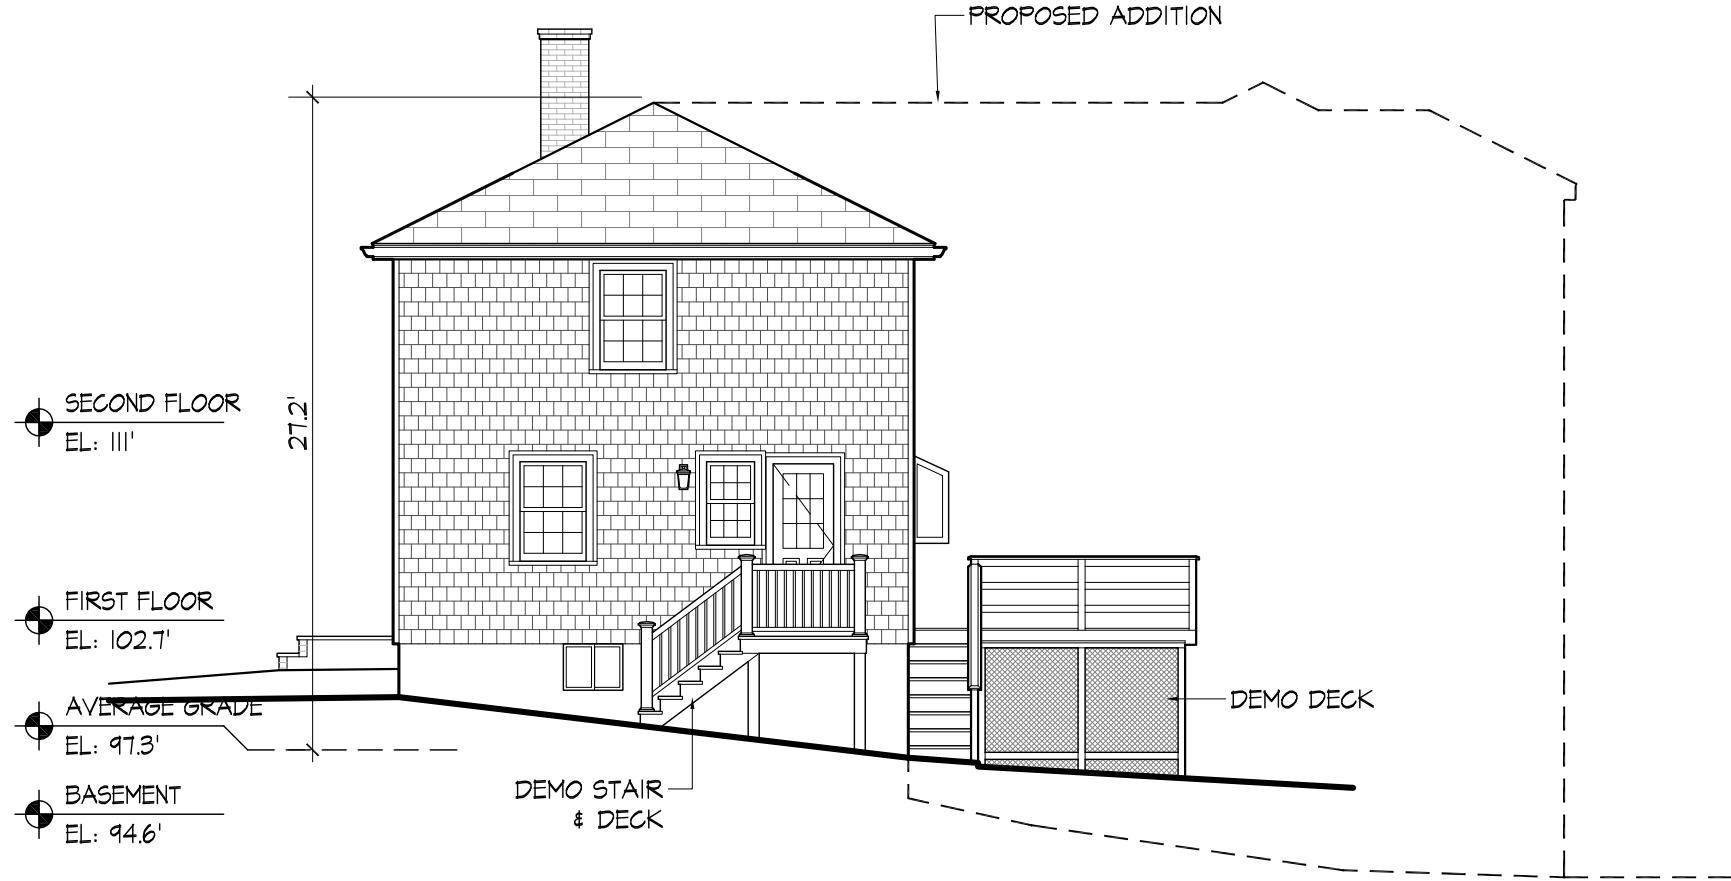 PROPOSED ADDITION
27.2'
SECOND FLOOR
EL: 111'
FIRST FLOOR
EL: 102.7'
AVERAGE GRADE
EL: 97.3'
DEMO DECK
BASEMENT
EL: 94.6'
DEMO STAIR
& DECK